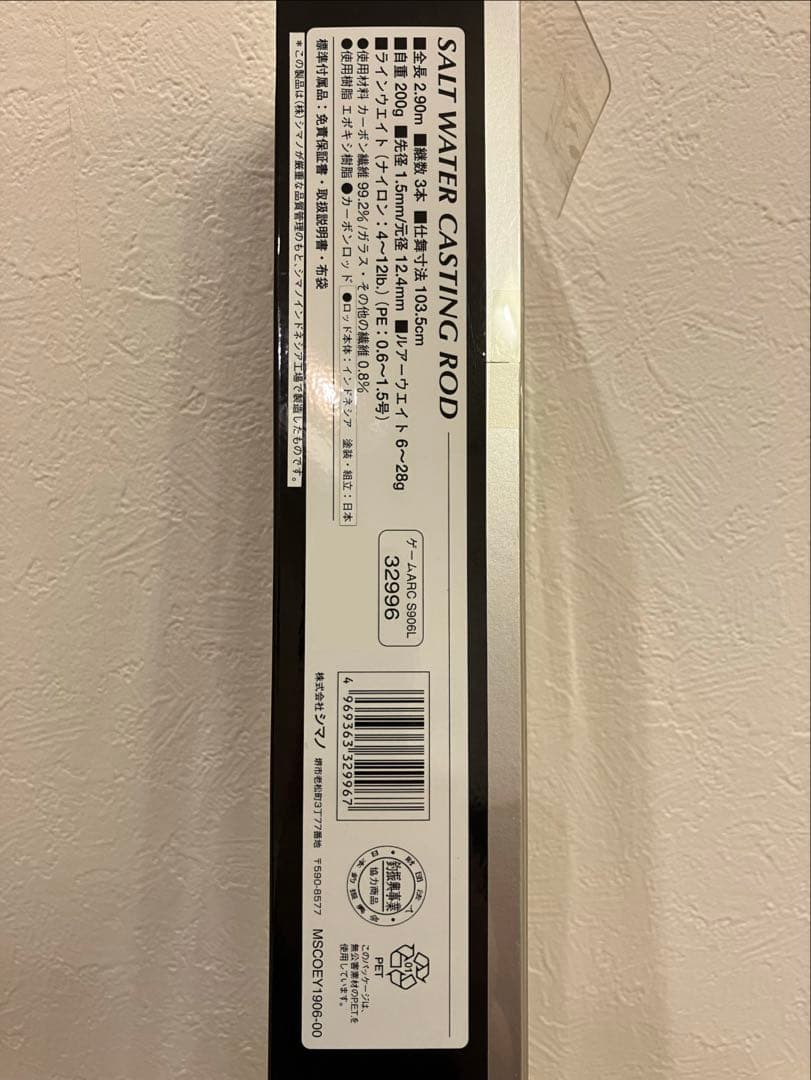 SALT WATER CASTING ROD
■全長 2.90m ■継数 3本 ■仕舞寸法 103.5cm
■自重 200g ■先径 1.5mm/元径 12.4mm ■ルアーウエイト 6〜28g
■ラインウエイト (ナイロン：4〜12lb.) (PE：0.6〜1.5号)
●使用材料 カーボン繊維 99.2% /ガラス・その他の繊維 0.8%
●使用樹脂 エポキシ樹脂 ●カーボンロッド ●ロッド本体：インドネシア 塗装・組立：日本
標準付属品：免責保証書・取扱説明書・布袋
＊この製品は(株)シマノが厳重な品質管理のもと、シマノインドネシア工場で製造したものです。
ゲームARC S906L
32996
4 969363 329967
株式会社 シマノ 堺市老松町3丁77番地 〒590-8577 MSCOEY1906-00
釣振興事業
協力商品
01
PET
このパッケージは、
無公害素材のP.E.T.を
使用しています。